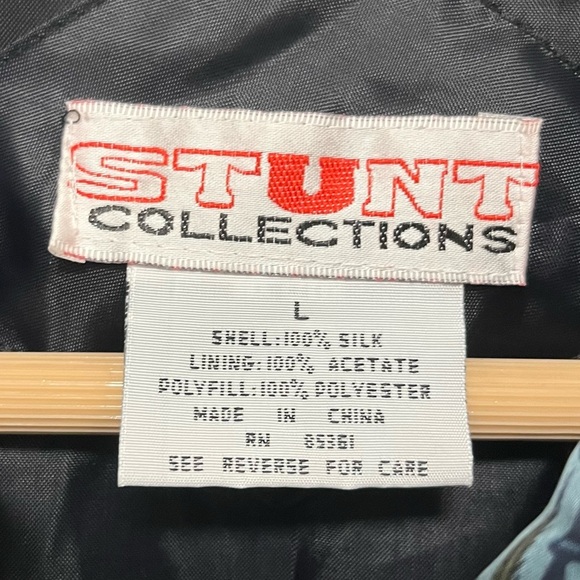 STUNT
COLLECTIONS
L
SHELL:100% SILK
LINING:100% ACETATE
POLYFILL:100% POLYESTER
MADE IN CHINA
RN 85361
SEE REVERSE FOR CARE